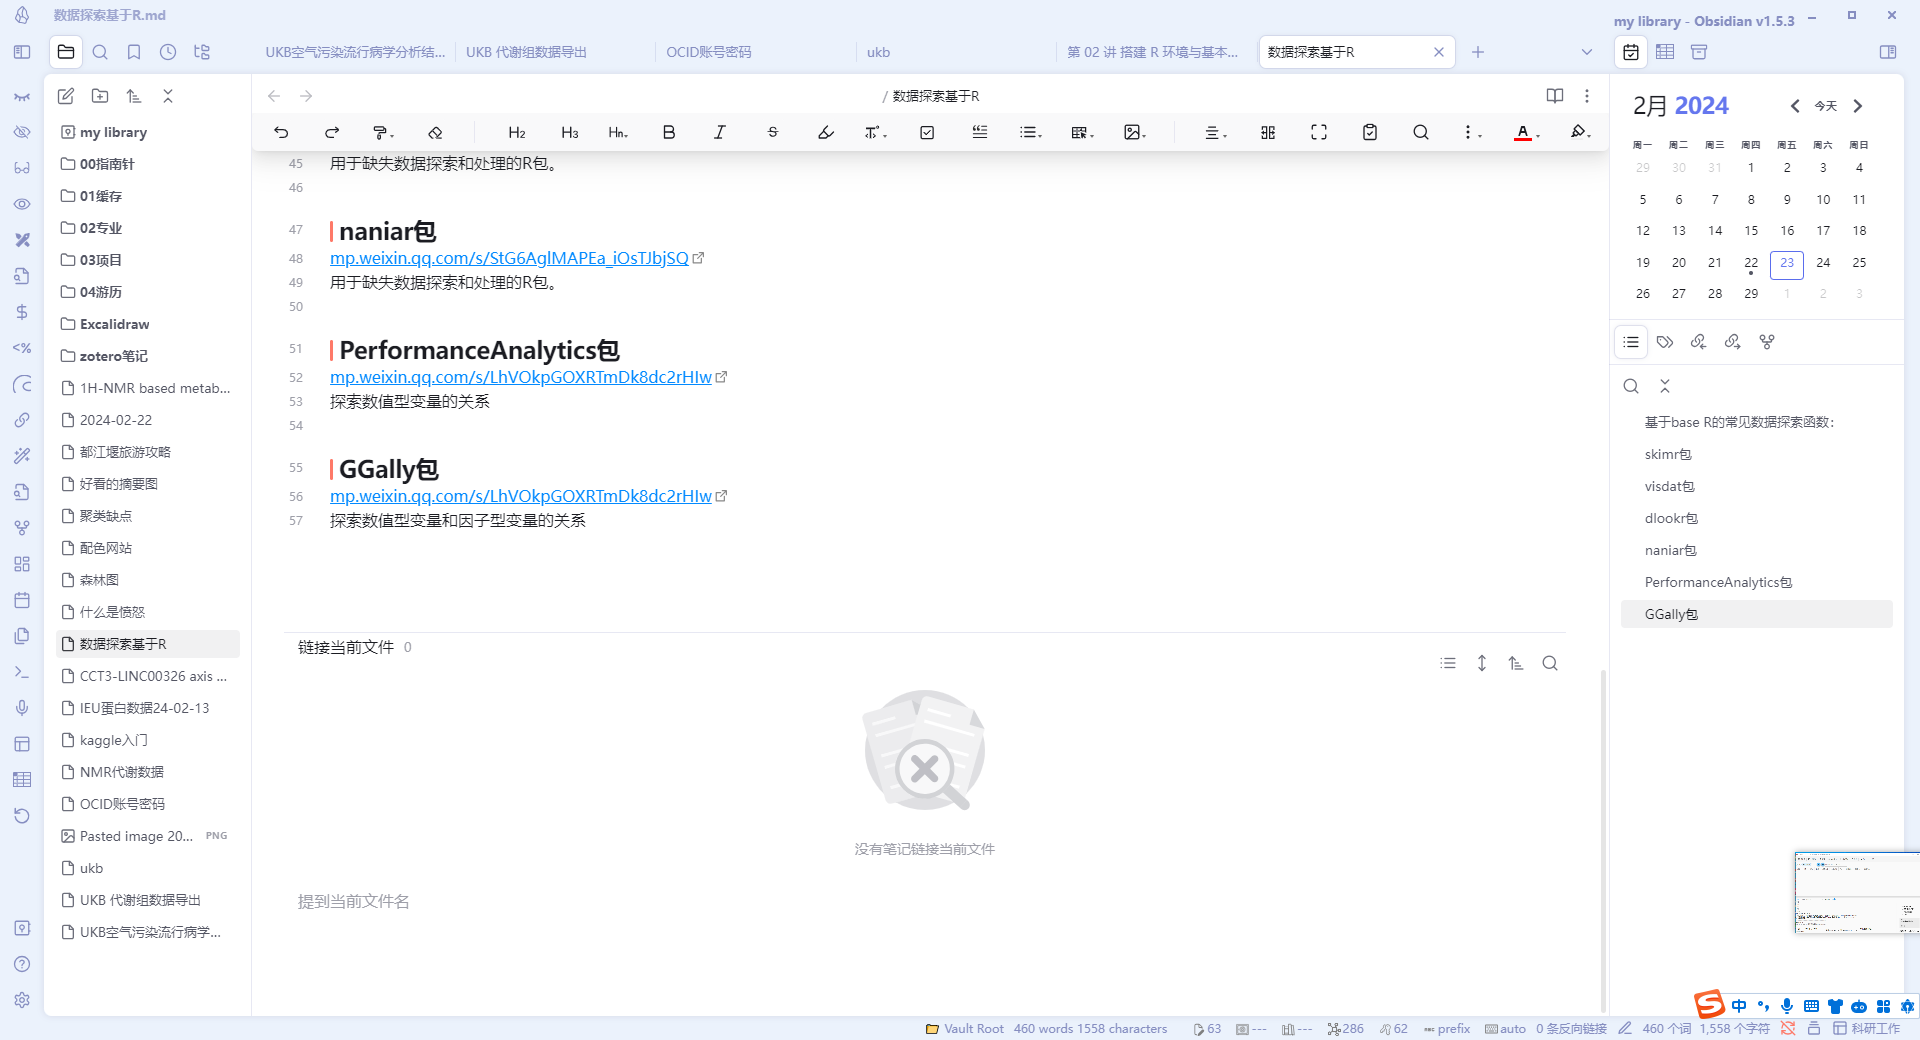 数据探索基于R.md
my library - Obsidian v1.5.3
UKB空气污染流行病学分析结...
UKB 代谢组数据导出
OCID账号密码
ukb
第 02 讲 搭建 R 环境与基本...
数据探索基于R
/ 数据探索基于R
my library
00指南针
01缓存
02专业
03项目
04游历
Excalidraw
zotero笔记
1H-NMR based metab...
2024-02-22
都江堰旅游攻略
好看的摘要图
聚类缺点
配色网站
森林图
什么是愤怒
数据探索基于R
CCT3-LINC00326 axis ...
IEU蛋白数据24-02-13
kaggle入门
NMR代谢数据
OCID账号密码
Pasted image 20... PNG
ukb
UKB 代谢组数据导出
UKB空气污染流行病学...
H2 H3 Hn B I S T A
45 用于缺失数据探索和处理的R包。
46
47 naniar包
48 mp.weixin.qq.com/s/StG6AglMAPEa_iOsTJbjSQ
49 用于缺失数据探索和处理的R包。
50
51 PerformanceAnalytics包
52 mp.weixin.qq.com/s/LhVOkpGOXRTmDk8dc2rHIw
53 探索数值型变量的关系
54
55 GGally包
56 mp.weixin.qq.com/s/LhVOkpGOXRTmDk8dc2rHIw
57 探索数值型变量和因子型变量的关系
链接当前文件 0
没有笔记链接当前文件
提到当前文件名
2月 2024
今天
周一 周二 周三 周四 周五 周六 周日
29 30 31 1 2 3 4
5 6 7 8 9 10 11
12 13 14 15 16 17 18
19 20 21 22 23 24 25
26 27 28 29 1 2 3
基于base R的常见数据探索函数：
skimr包
visdat包
dlookr包
naniar包
PerformanceAnalytics包
GGally包
S 中
Vault Root 460 words 1558 characters 63 --- --- 286 62 prefix auto 0 条反向链接 460 个词 1,558 个字符 科研工作